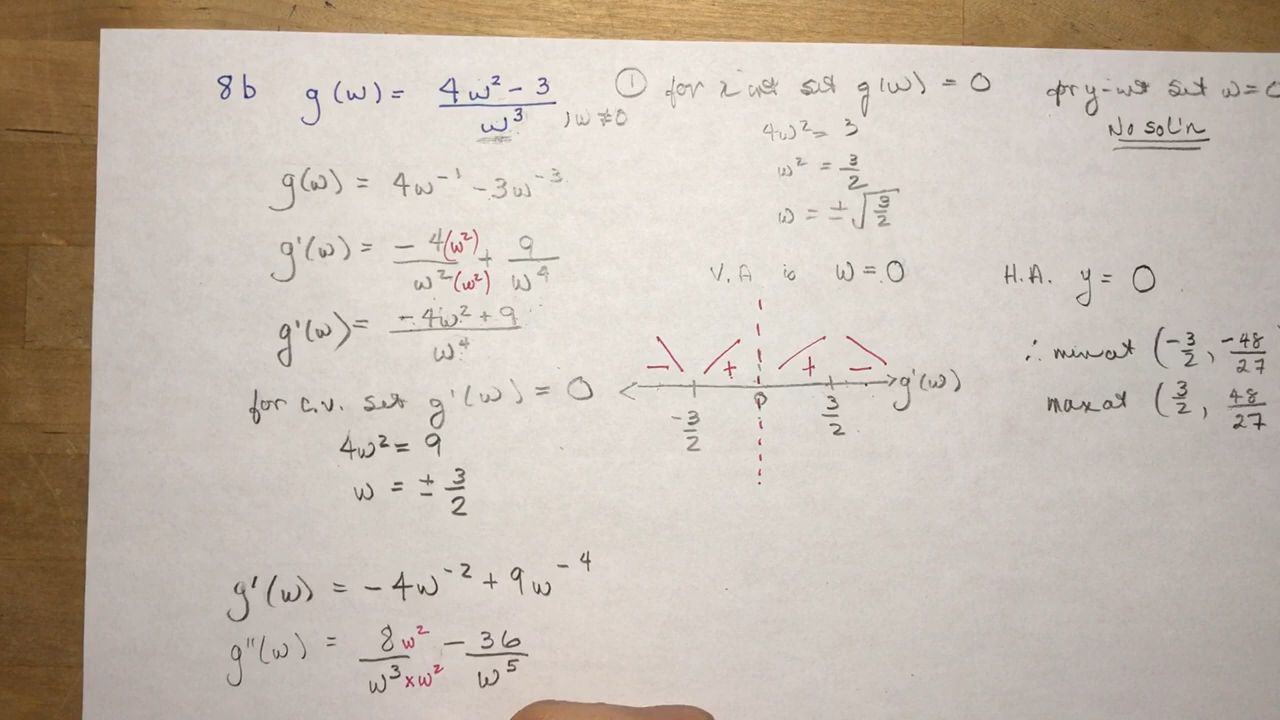 8b g(w) = (4w² - 3)/w³ , w ≠ 0
g(w) = 4w⁻¹ - 3w⁻³
g'(w) = - 4(w²)/w²(w²) + 9/w⁴
g'(w) = (-4w² + 9)/w⁴
for c.v. set g'(w) = 0
4w² = 9
w = ± 3/2
g'(w) = -4w⁻² + 9w⁻⁴
g''(w) = 8w²/w³×w² - 36/w⁵
① for x int set g(w) = 0
4w² = 3
w² = 3/2
w = ± √(3/2)
V.A is w = 0
- + + - g'(w)
-3/2 0 3/2
for y-int set w = 0
No sol'n
H.A. y = 0
∴ min at (-3/2, -48/27
max at (3/2, 48/27